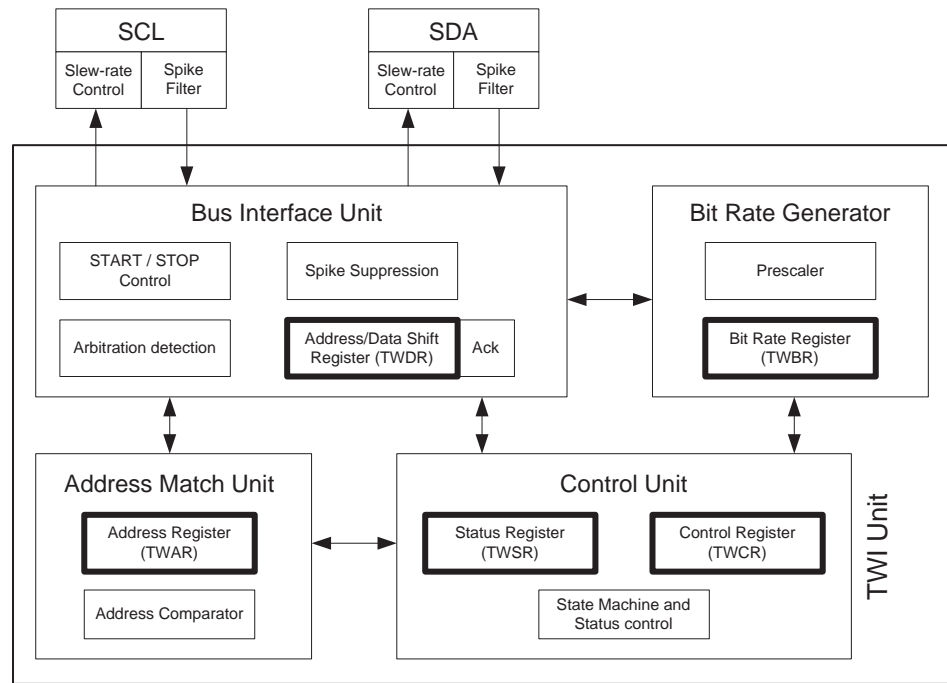 SCL
Slew-rate
Control
Spike
Filter
SDA
Slew-rate
Control
Spike
Filter
Bus Interface Unit
START / STOP
Control
Spike Suppression
Arbitration detection
Address/Data Shift
Register (TWDR)
Ack
Bit Rate Generator
Prescaler
Bit Rate Register
(TWBR)
Address Match Unit
Address Register
(TWAR)
Address Comparator
Control Unit
Status Register
(TWSR)
Control Register
(TWCR)
State Machine and
Status control
TWI Unit